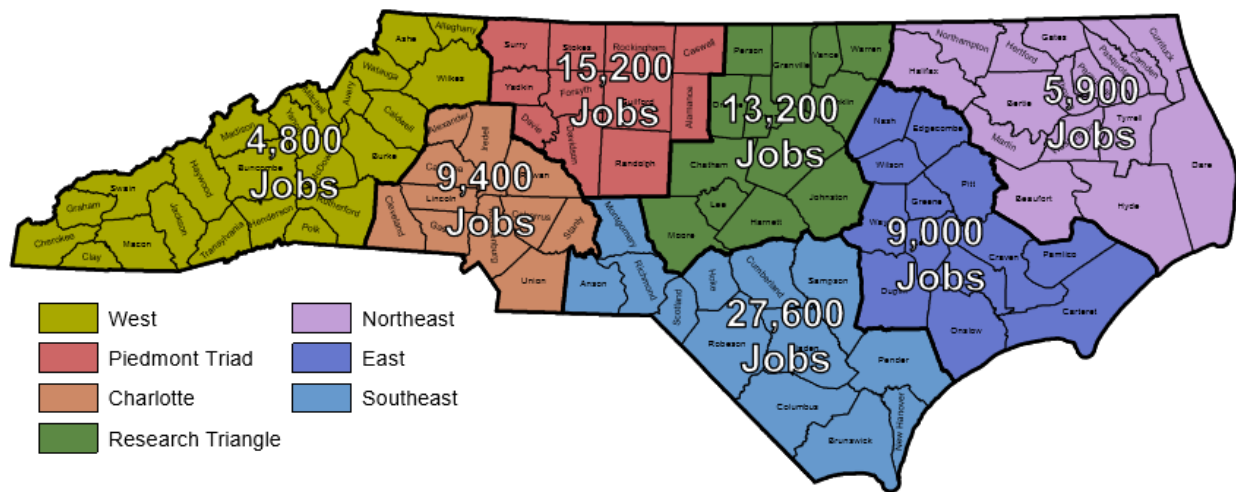 Alleghany
Ashe
Surry
Stokes
Rockingham
Caswell
Person
Granville
Vance
Warren
Northampton
Hertford
Gates
Camden
Currituck
Watauga
Wilkes
Yadkin
Forsyth
Guilford
Alamance
Halifax
Bertie
15,200
Jobs
13,200
Jobs
5,900
Jobs
Mitchell
Avery
Caldwell
Alexander
Iredell
Davie
Davidson
Randolph
Chatham
Nash
Edgecombe
Martin
Tyrrell
Dare
Madison
4,800
Jobs
Burke
Buncombe
Haywood
Swain
Graham
Cherokee
Clay
Macon
Jackson
Transylvania
Henderson
Polk
Rutherford
9,400
Jobs
Lincoln
Cleveland
Stanly
Union
Lee
Harnett
Johnston
Moore
Wilson
Pitt
Greene
Beaufort
Hyde
9,000
Jobs
Craven
Pamlico
Carteret
Onslow
Montgomery
Anson
Richmond
Scotland
Hoke
Cumberland
Sampson
27,600
Jobs
Robeson
Pender
Columbus
Brunswick
New Hanover
West
Piedmont Triad
Charlotte
Research Triangle
Northeast
East
Southeast